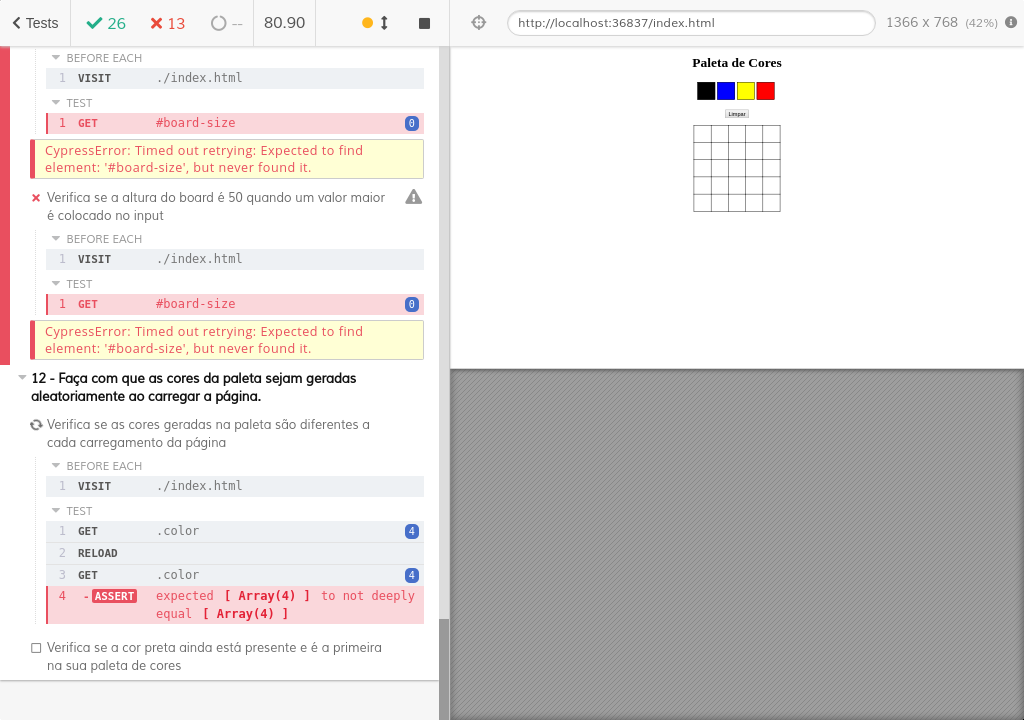 Tests 26 13 -- 80.90 http://localhost:36837/index.html 1366 x 768 (42%)
BEFORE EACH
1 VISIT ./index.html
TEST
1 GET #board-size 0
CypressError: Timed out retrying: Expected to find
element: '#board-size', but never found it.
Verifica se a altura do board é 50 quando um valor maior
é colocado no input
BEFORE EACH
1 VISIT ./index.html
TEST
1 GET #board-size 0
CypressError: Timed out retrying: Expected to find
element: '#board-size', but never found it.
12 - Faça com que as cores da paleta sejam geradas
aleatoriamente ao carregar a página.
Verifica se as cores geradas na paleta são diferentes a
cada carregamento da página
BEFORE EACH
1 VISIT ./index.html
TEST
1 GET .color 4
2 RELOAD
3 GET .color 4
4 - ASSERT expected [ Array(4) ] to not deeply
equal [ Array(4) ]
Verifica se a cor preta ainda está presente e é a primeira
na sua paleta de cores
Paleta de Cores
Limpar